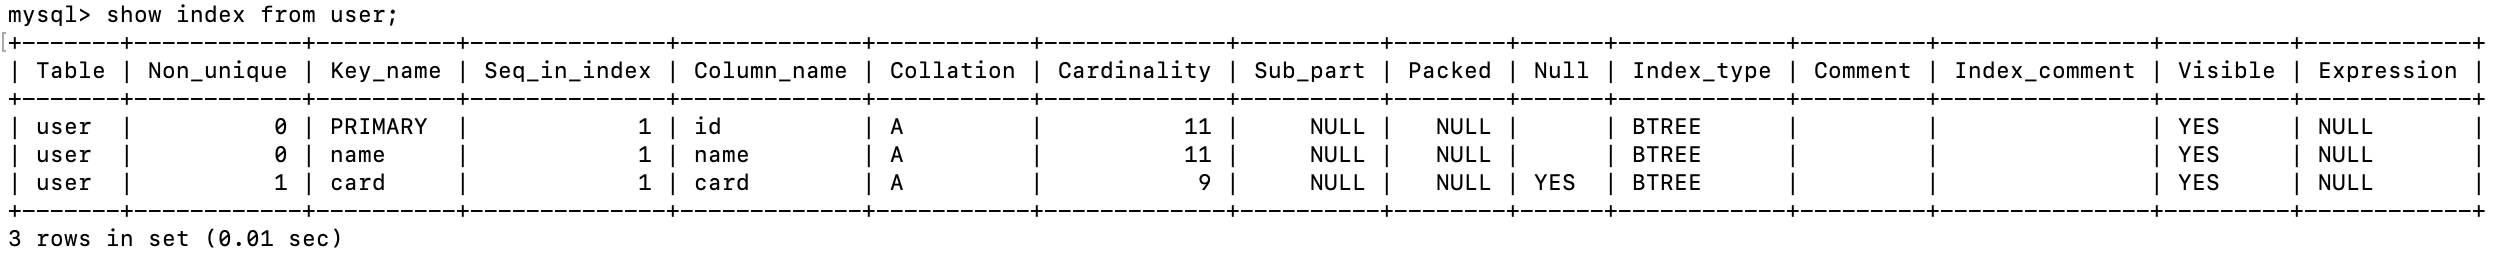 mysql> show index from user;
+-------+------------+----------+--------------+-------------+-----------+-------------+----------+--------+------+------------+---------+---------------+---------+------------+
| Table | Non_unique | Key_name | Seq_in_index | Column_name | Collation | Cardinality | Sub_part | Packed | Null | Index_type | Comment | Index_comment | Visible | Expression |
+-------+------------+----------+--------------+-------------+-----------+-------------+----------+--------+------+------------+---------+---------------+---------+------------+
| user  |          0 | PRIMARY  |            1 | id          | A         |          11 |     NULL |   NULL |      | BTREE      |         |               | YES     | NULL       |
| user  |          0 | name     |            1 | name        | A         |          11 |     NULL |   NULL |      | BTREE      |         |               | YES     | NULL       |
| user  |          1 | card     |            1 | card        | A         |           9 |     NULL |   NULL | YES  | BTREE      |         |               | YES     | NULL       |
+-------+------------+----------+--------------+-------------+-----------+-------------+----------+--------+------+------------+---------+---------------+---------+------------+
3 rows in set (0.01 sec)